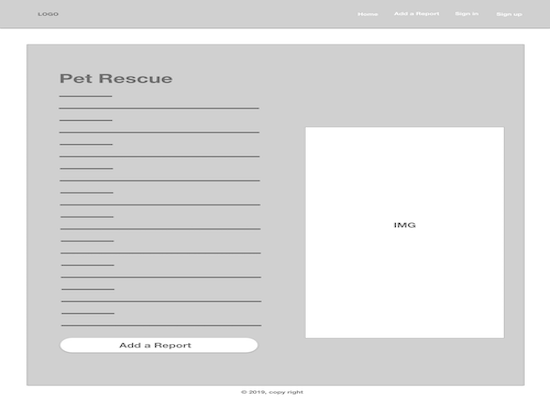 LOGO
Home Add a Report Sign in Sign up
Pet Rescue
IMG
Add a Report
© 2019, copy right